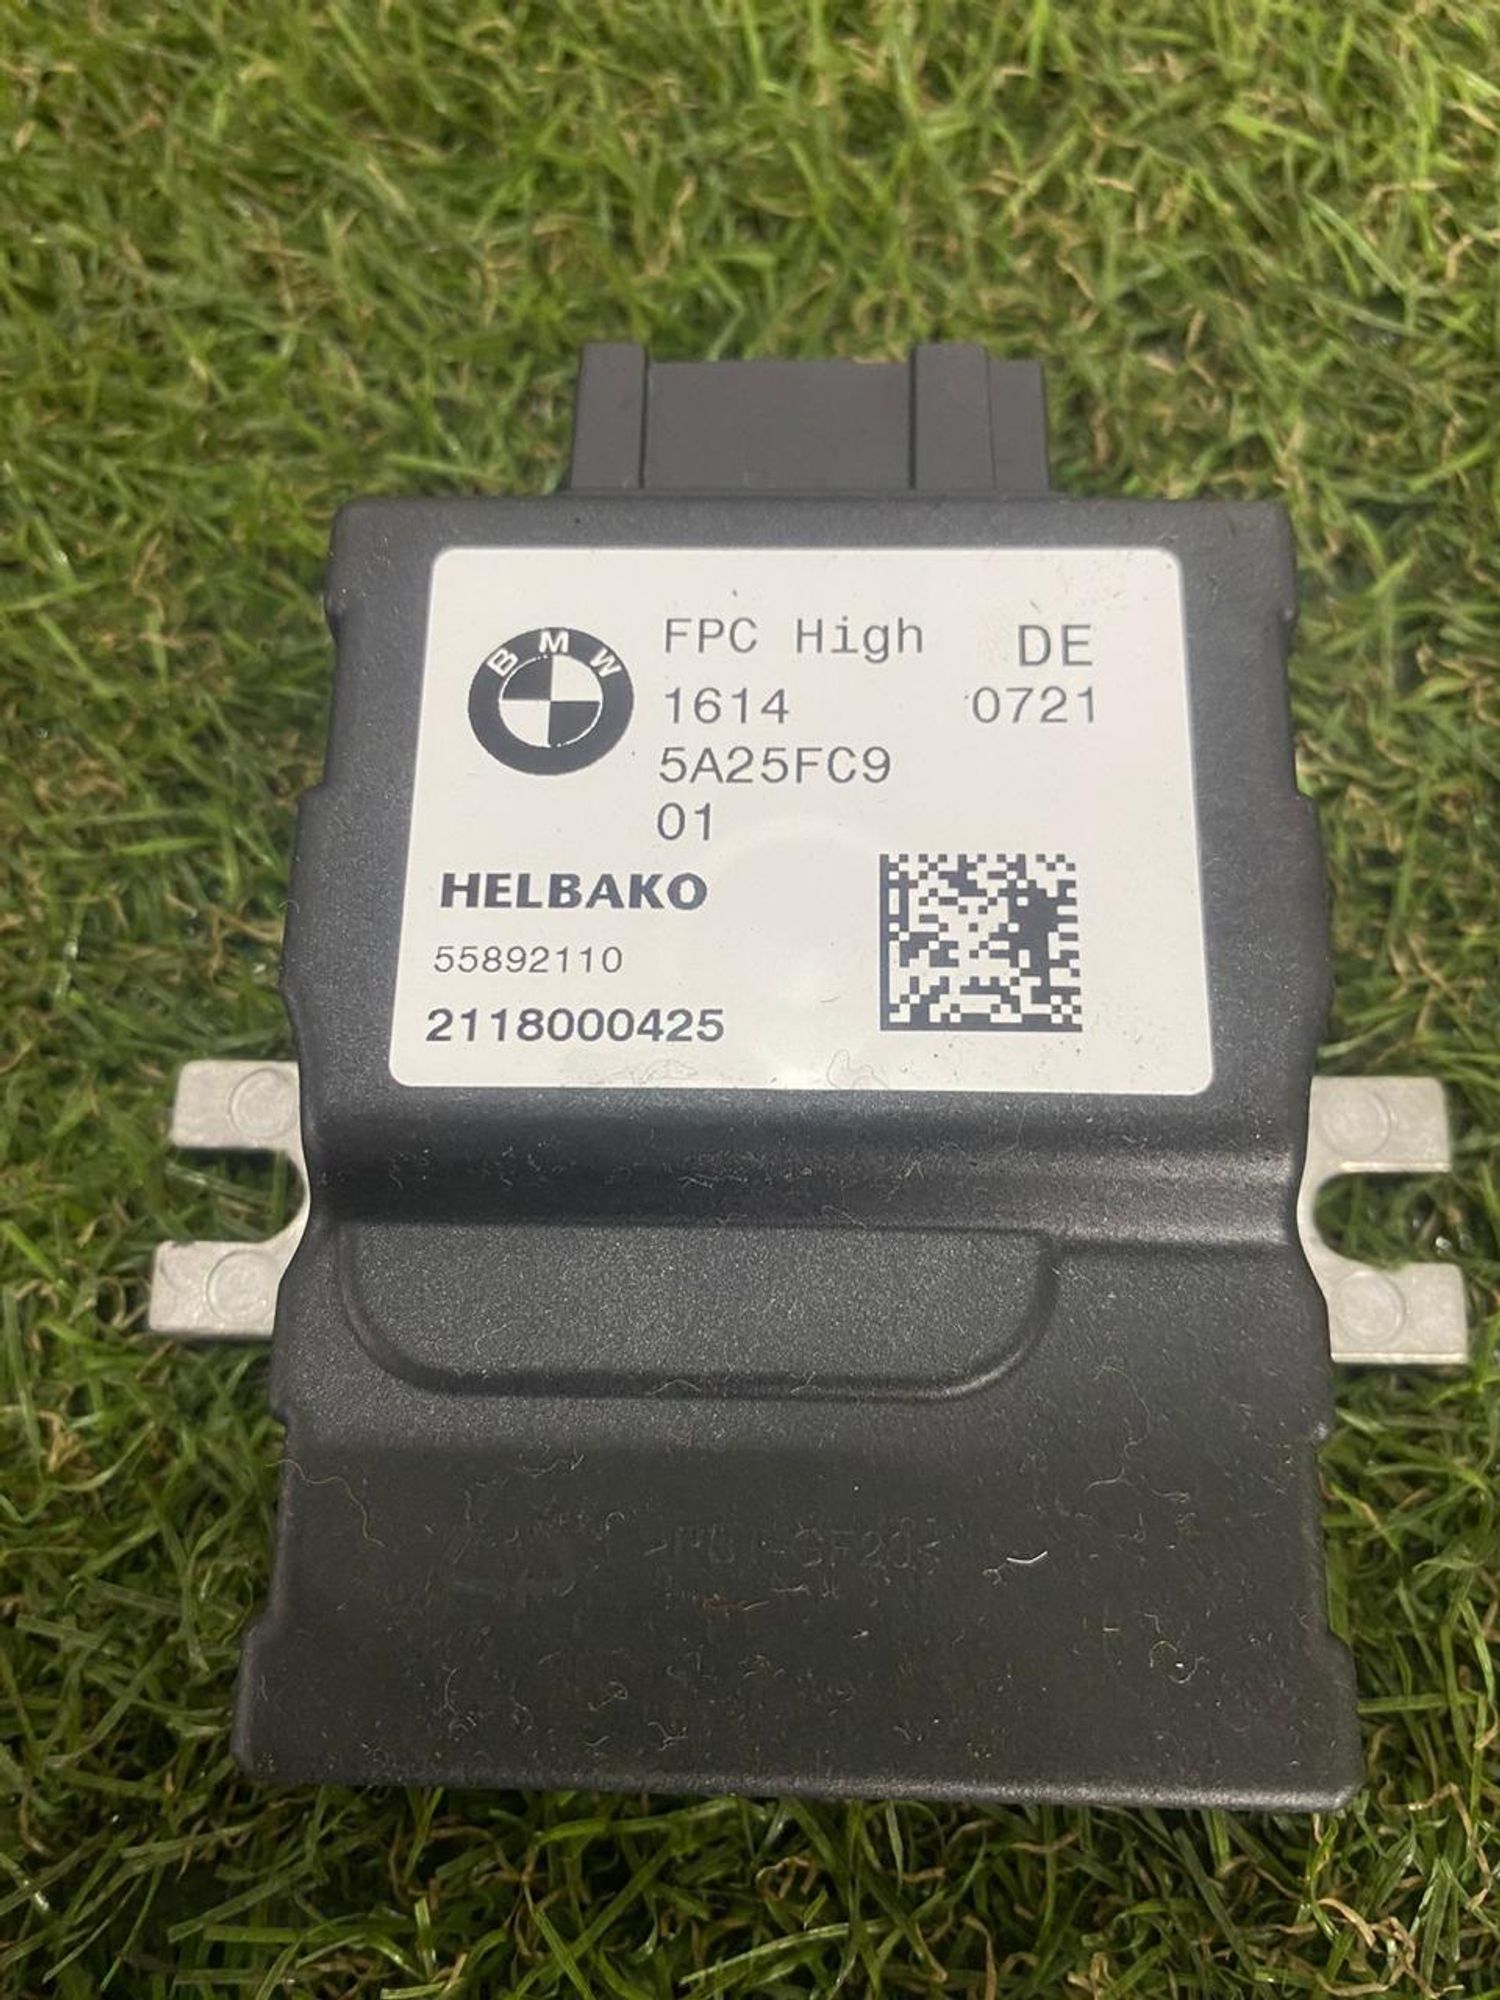 BMW
FPC High DE
1614 0721
5A25FC9
01
HELBAKO
55892110
2118000425